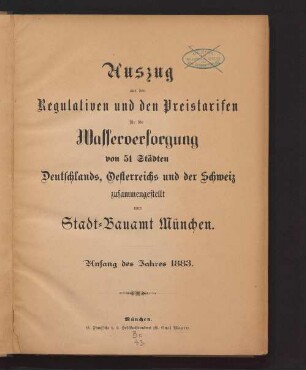 Auszug
aus den
Regulativen und den Preistarifen
für die
Wasserversorgung
von 51 Städten
Deutschlands, Oesterreichs und der Schweiz
zusammengestellt
vom
Stadt-Bauamt München.
Anfang des Jahres 1883.
München.